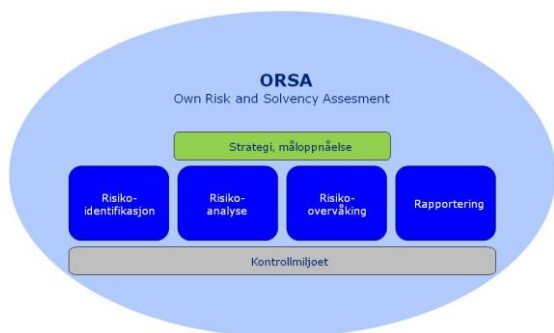 ORSA
Own Risk and Solvency Assesment
Strategi, måloppnåelse
Risiko-
identifikasjon
Risiko-
analyse
Risiko-
overvåking
Rapportering
Kontrollmiljøet